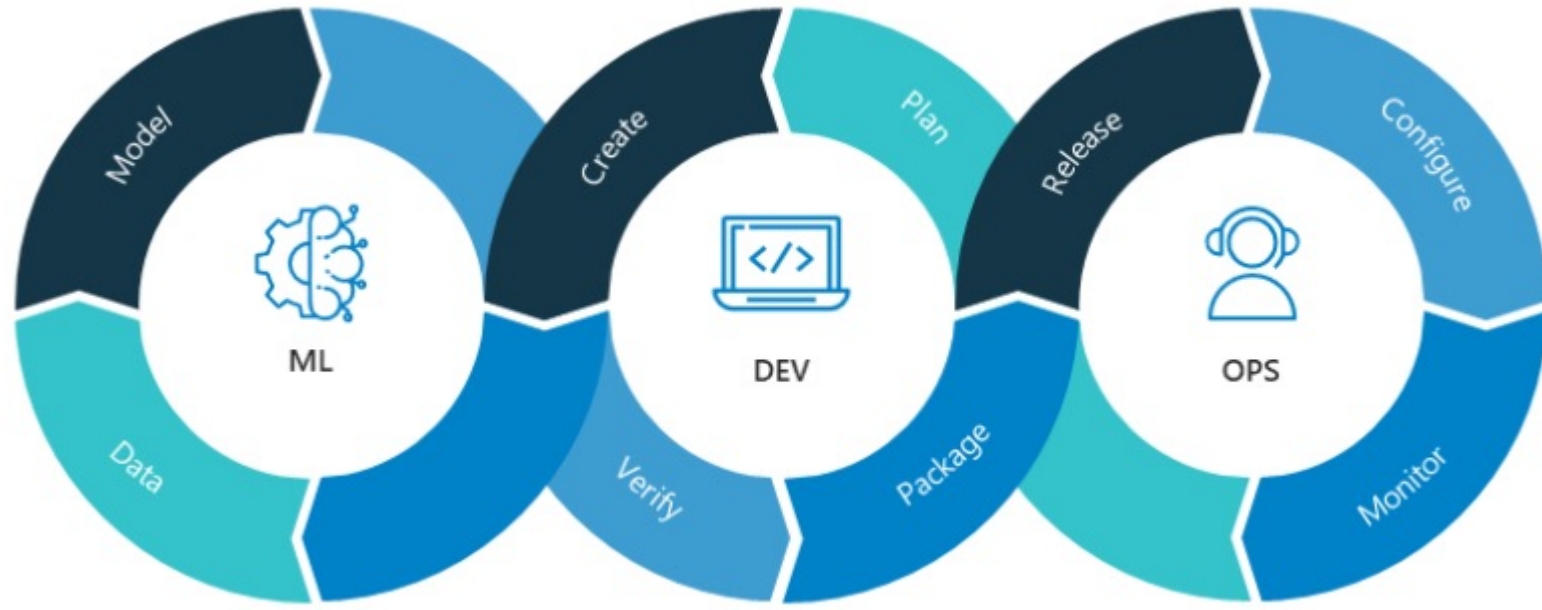 Model
Create
Plan
Release
Configure
</>
ML
DEV
OPS
Data
Verify
Package
Monitor